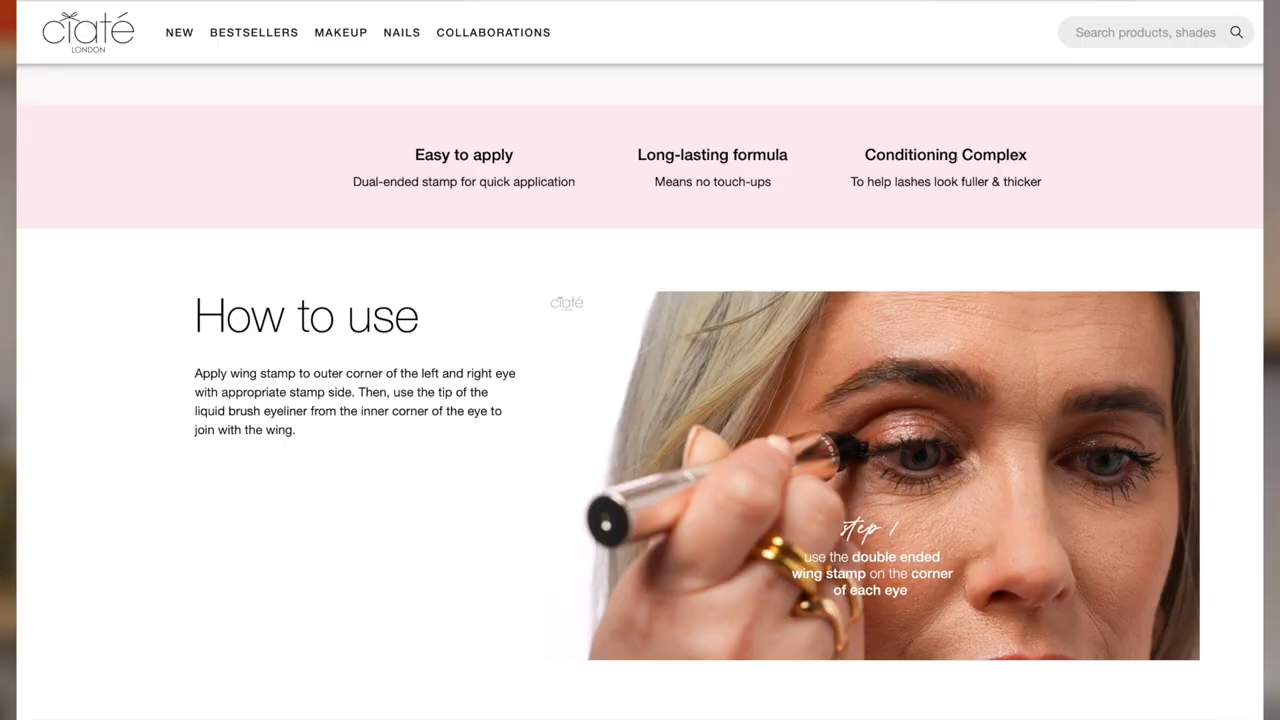 ciaté
LONDON
NEW BESTSELLERS MAKEUP NAILS COLLABORATIONS
Search products, shades
Easy to apply
Dual-ended stamp for quick application
Long-lasting formula
Means no touch-ups
Conditioning Complex
To help lashes look fuller & thicker
How to use
Apply wing stamp to outer corner of the left and right eye
with appropriate stamp side. Then, use the tip of the
liquid brush eyeliner from the inner corner of the eye to
join with the wing.
ciaté
step 1
use the double ended
wing stamp on the corner
of each eye